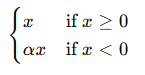 x if x ≥ 0
αx if x < 0